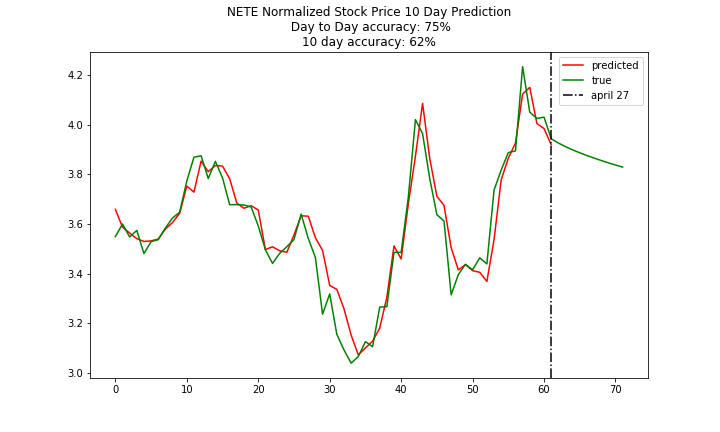 NETE Normalized Stock Price 10 Day Prediction
Day to Day accuracy: 75%
10 day accuracy: 62%
predicted
true
april 27
4.2
4.0
3.8
3.6
3.4
3.2
3.0
0 10 20 30 40 50 60 70